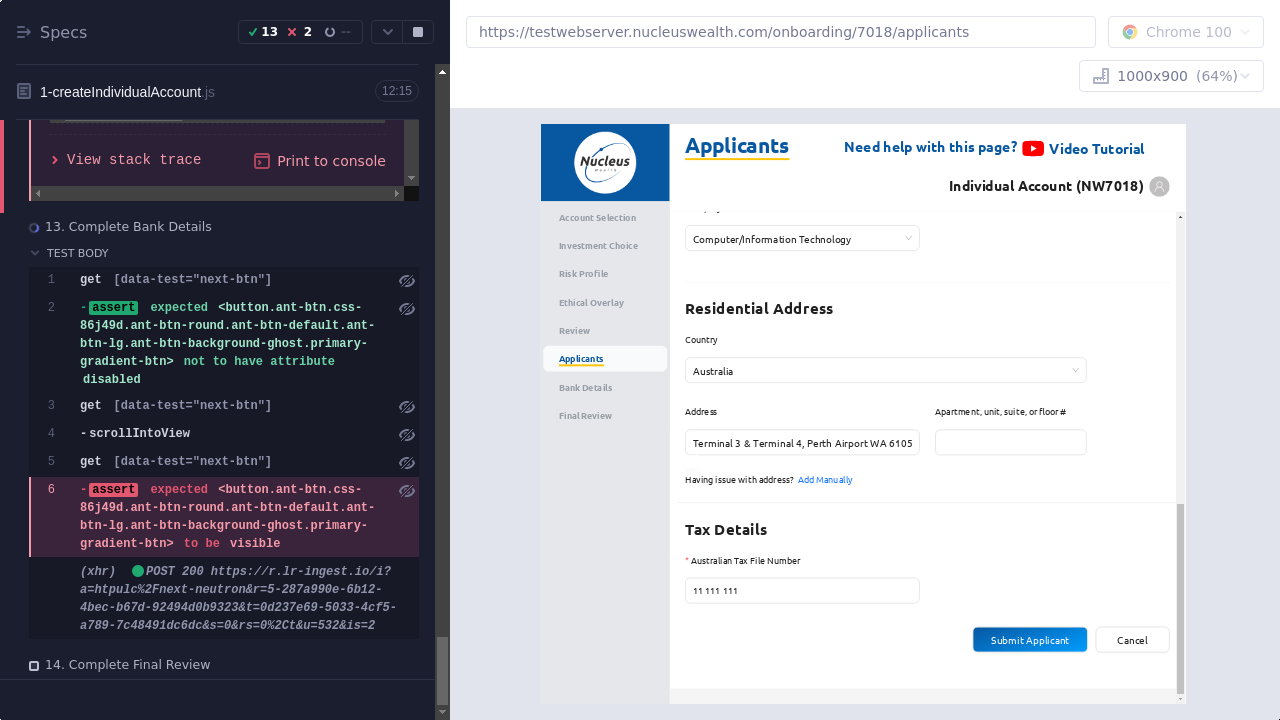 Specs
13
2
--
1-createIndividualAccount.js
12:15
View stack trace
Print to console
13. Complete Bank Details
TEST BODY
1 get [data-test="next-btn"]
2 -assert expected <button.ant-btn.css-
86j49d.ant-btn-round.ant-btn-default.ant-
btn-lg.ant-btn-background-ghost.primary-
gradient-btn> not to have attribute
disabled
3 get [data-test="next-btn"]
4 -scrollIntoView
5 get [data-test="next-btn"]
6 -assert expected <button.ant-btn.css-
86j49d.ant-btn-round.ant-btn-default.ant-
btn-lg.ant-btn-background-ghost.primary-
gradient-btn> to be visible
(xhr) POST 200 https://r.lr-ingest.io/i?
a=htpulc%2Fnext-neutron&r=5-287a990e-6b12-
4bec-b67d-92494d0b9323&t=0d237e69-5033-4cf5-
a789-7c48491dc6dc&s=0&rs=0%2Ct&u=532&is=2
14. Complete Final Review
https://testwebserver.nucleuswealth.com/onboarding/7018/applicants
Chrome 100
1000x900 (64%)
Nucleus
Wealth
Account Selection
Investment Choice
Risk Profile
Ethical Overlay
Review
Applicants
Bank Details
Final Review
Applicants
Need help with this page?
Video Tutorial
Individual Account (NW7018)
Computer/Information Technology
Residential Address
Country
Australia
Address
Apartment, unit, suite, or floor #
Terminal 3 & Terminal 4, Perth Airport WA 6105
Having issue with address? Add Manually
Tax Details
* Australian Tax File Number
11 111 111
Submit Applicant
Cancel